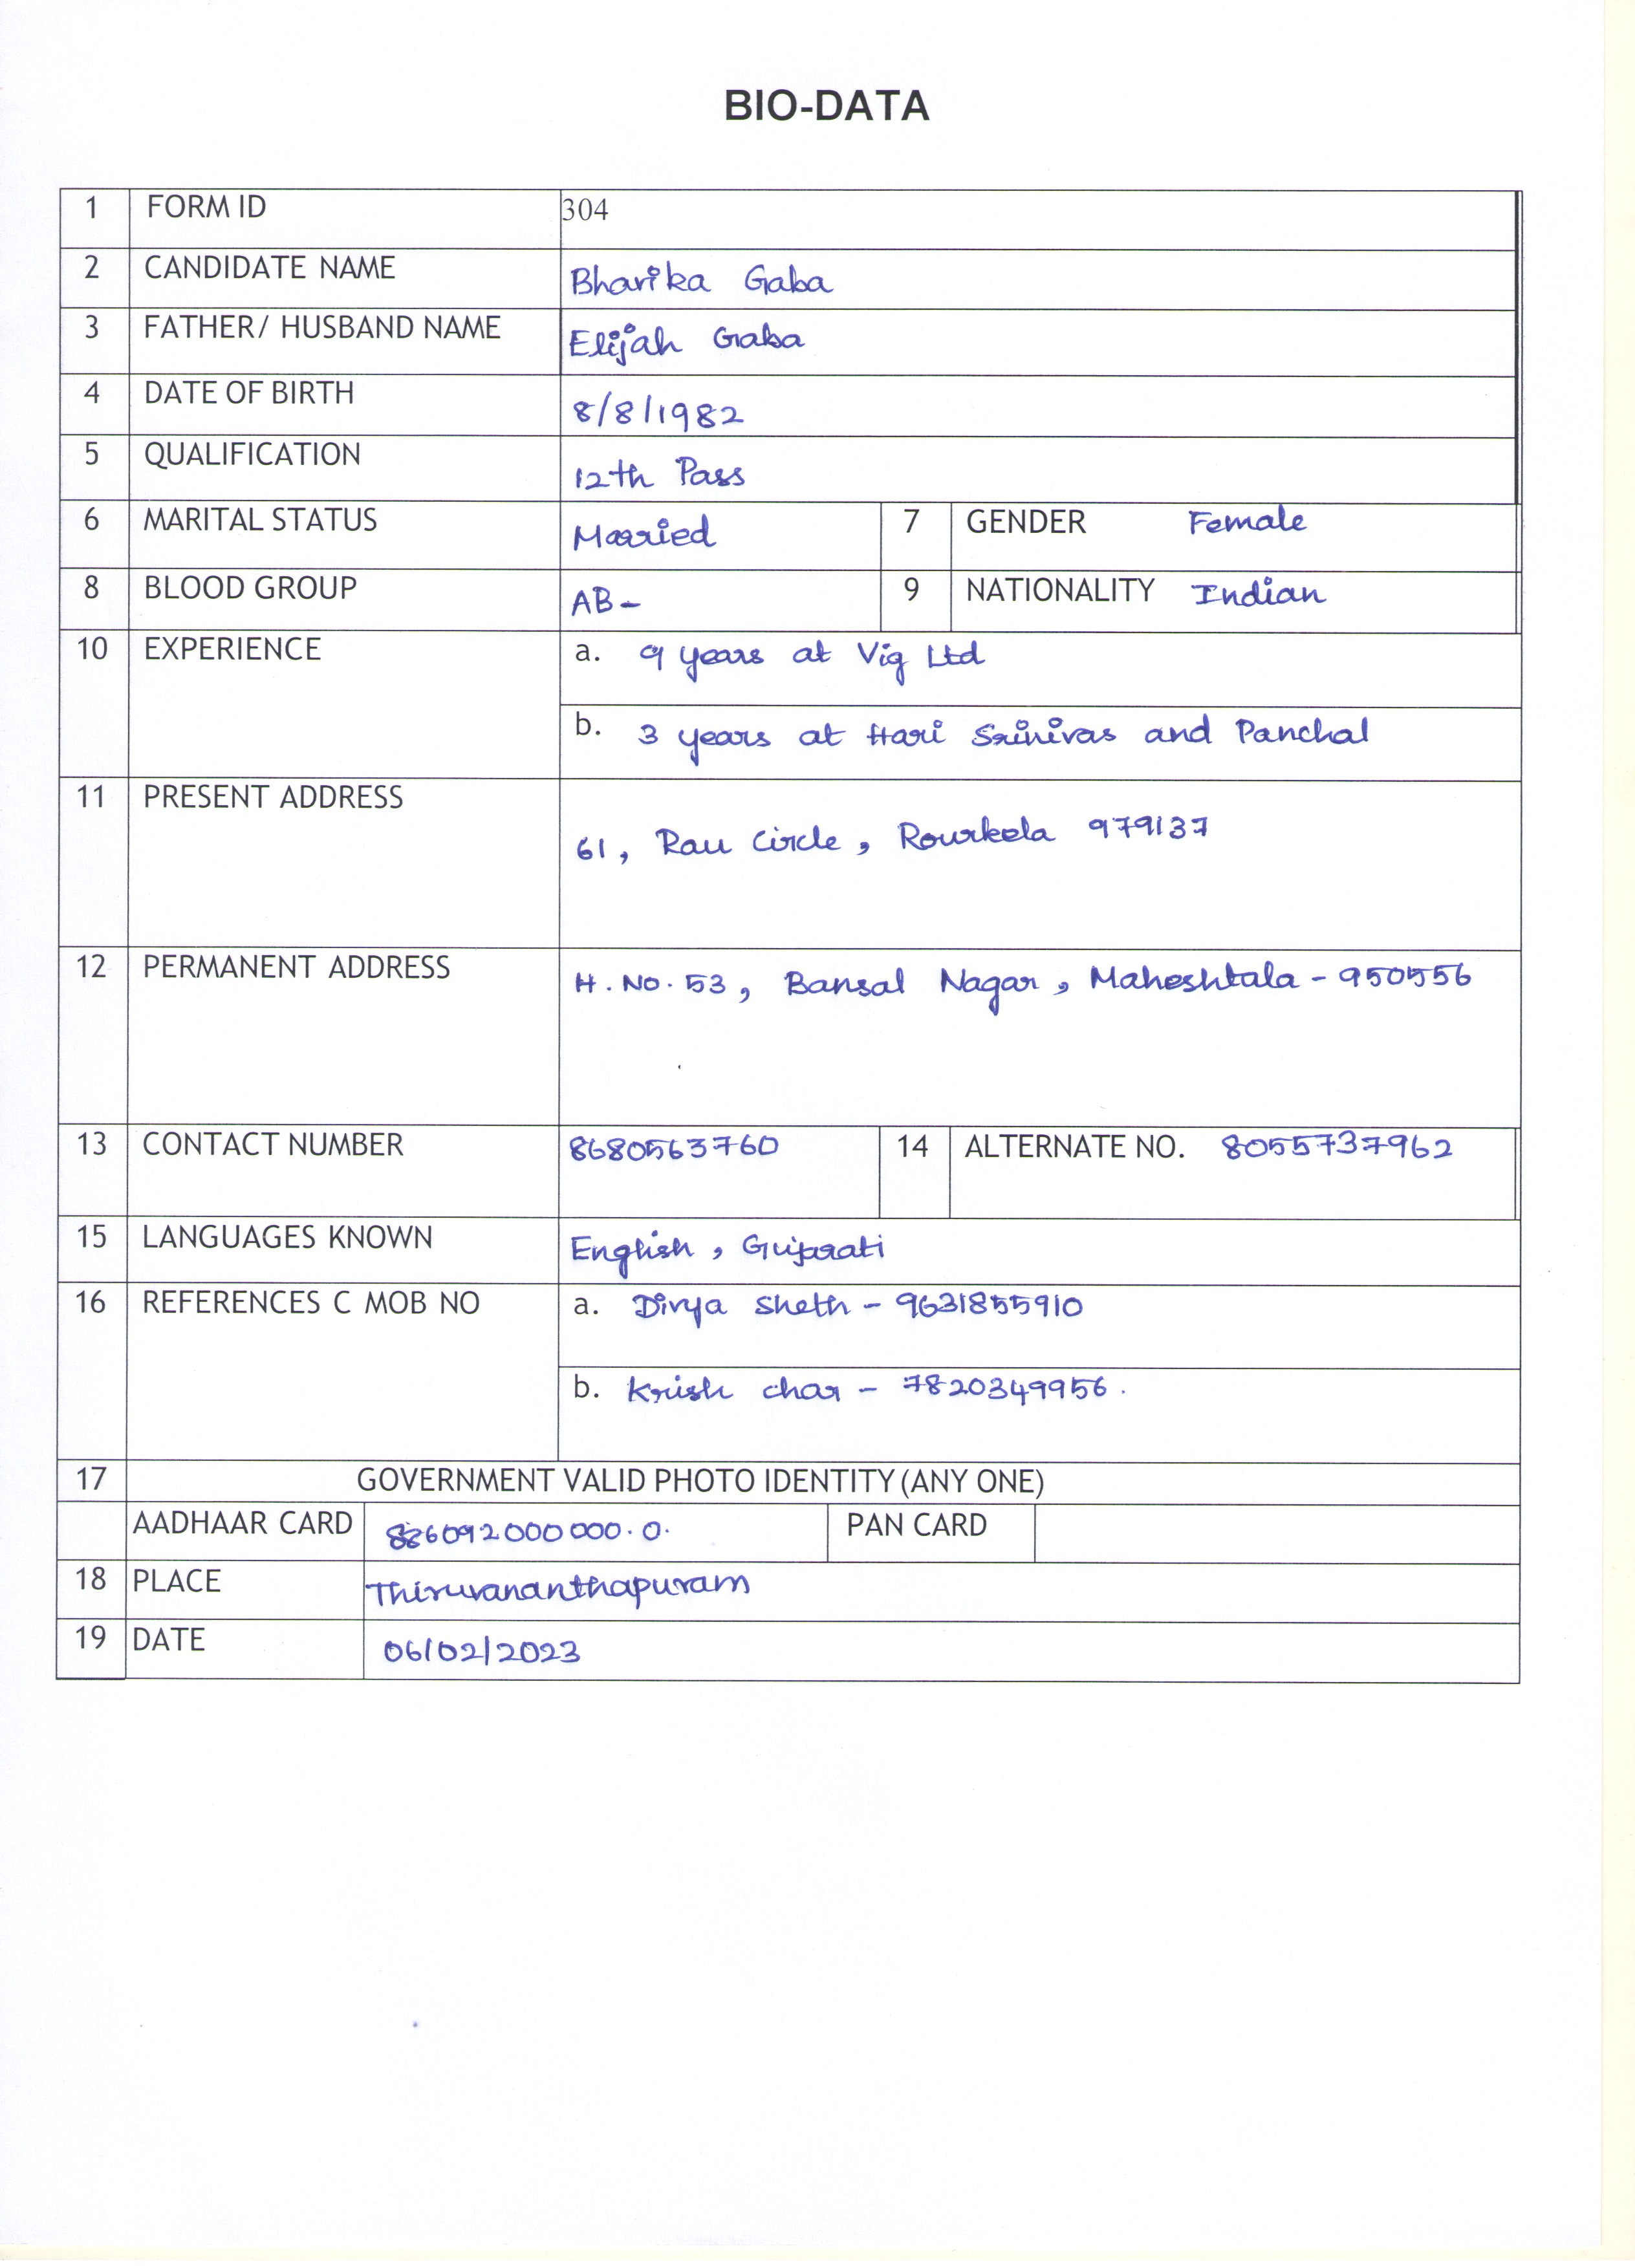 BIO-DATA
1 FORM ID 304
2 CANDIDATE NAME Bhavika Gaba
3 FATHER/ HUSBAND NAME Elijah Gaba
4 DATE OF BIRTH 8/8/1982
5 QUALIFICATION 12th Pass
6 MARITAL STATUS Married 7 GENDER Female
8 BLOOD GROUP AB- 9 NATIONALITY Indian
10 EXPERIENCE a. 9 years at Vig Ltd
b. 3 years at Hari Srinivas and Panchal
11 PRESENT ADDRESS
61, Rau Circle, Rourkela 979137
12 PERMANENT ADDRESS H. No. 53, Bansal Nagar, Maheshtala - 950556
13 CONTACT NUMBER 8680563760 14 ALTERNATE NO. 8055737962
15 LANGUAGES KNOWN English, Gujarati
16 REFERENCES C MOB NO a. Divya Sheth - 9631855910
b. Krish char - 7820349956.
17 GOVERNMENT VALID PHOTO IDENTITY (ANY ONE)
AADHAAR CARD PAN CARD
18 PLACE Thiruvananthapuram
19 DATE 06/02/2023